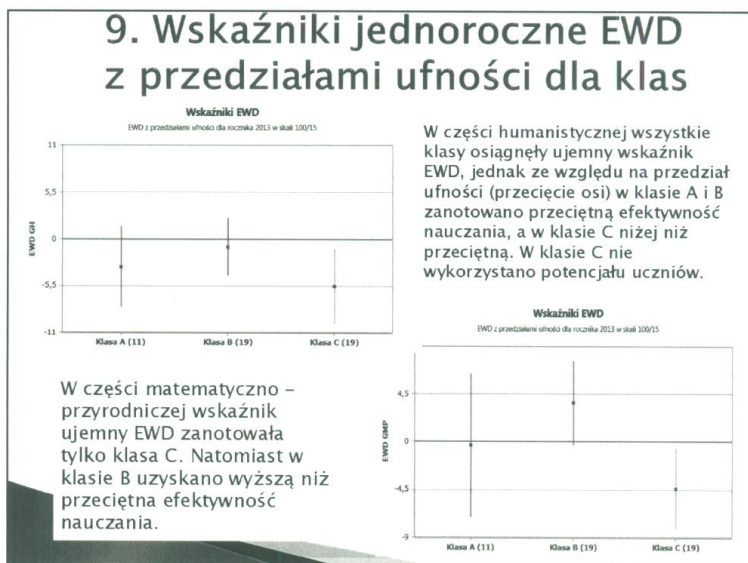 9. Wskaźniki jednoroczne EWD
z przedziałami ufności dla klas
Wskaźniki EWD
EWD z przedziałami ufności dla rocznika 2013 w skali 100/15
11
5,5
0
-5,5
-11
EWD GH
Klasa A (11) Klasa B (19) Klasa C (19)
W części humanistycznej wszystkie
klasy osiągnęły ujemny wskaźnik
EWD, jednak ze względu na przedział
ufności (przecięcie osi) w klasie A i B
zanotowano przeciętną efektywność
nauczania, a w klasie C niżej niż
przeciętną. W klasie C nie
wykorzystano potencjału uczniów.
W części matematyczno –
przyrodniczej wskaźnik
ujemny EWD zanotowała
tylko klasa C. Natomiast w
klasie B uzyskano wyższą niż
przeciętna efektywność
nauczania.
Wskaźniki EWD
EWD z przedziałami ufności dla rocznika 2013 w skali 100/15
4,5
0
-4,5
-9
EWD GMP
Klasa A (11) Klasa B (19) Klasa C (19)